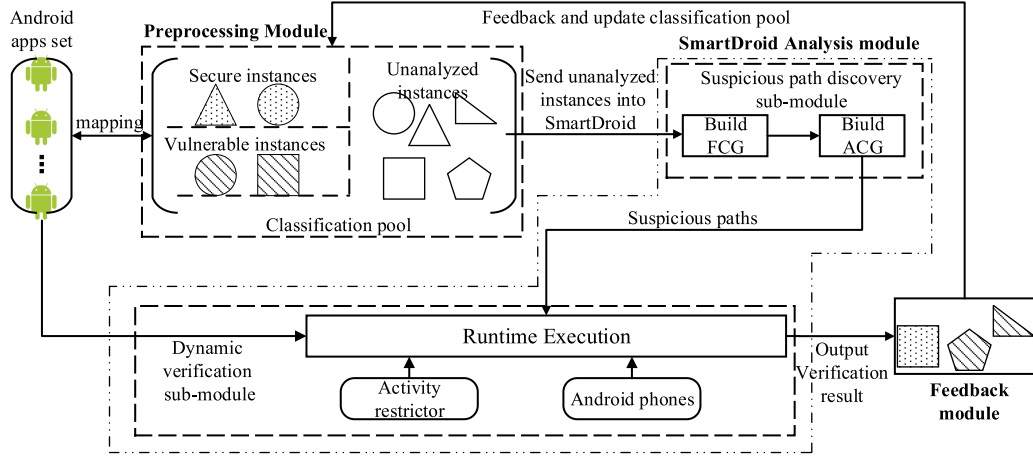 Android
apps set
Feedback and update classification pool
Preprocessing Module
SmartDroid Analysis module
Secure instances
Unanalyzed
instances
Send unanalyzed
instances into
SmartDroid
Suspicious path discovery
sub-module
mapping
Build
FCG
Biuld
ACG
Vulnerable instances
Classification pool
Suspicious paths
Runtime Execution
Dynamic
verification
sub-module
Activity
restrictor
Android phones
Output
Verification
result
Feedback
module